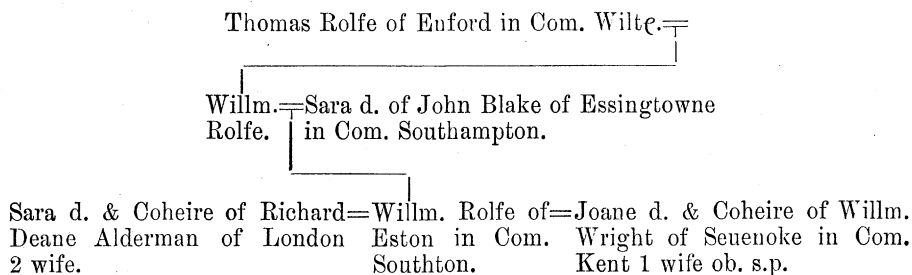 Thomas Rolfe of Enford in Com. Wilte.
Willm. Sara d. of John Blake of Essingtowne
Rolfe. in Com. Southampton.
Sara d. & Coheire of Richard=Willm. Rolfe of=Joane d. & Coheire of Willm.
Deane Alderman of London Eston in Com. Wright of Seuenoke in Com.
2 wife. Southton. Kent 1 wife ob. s.p.